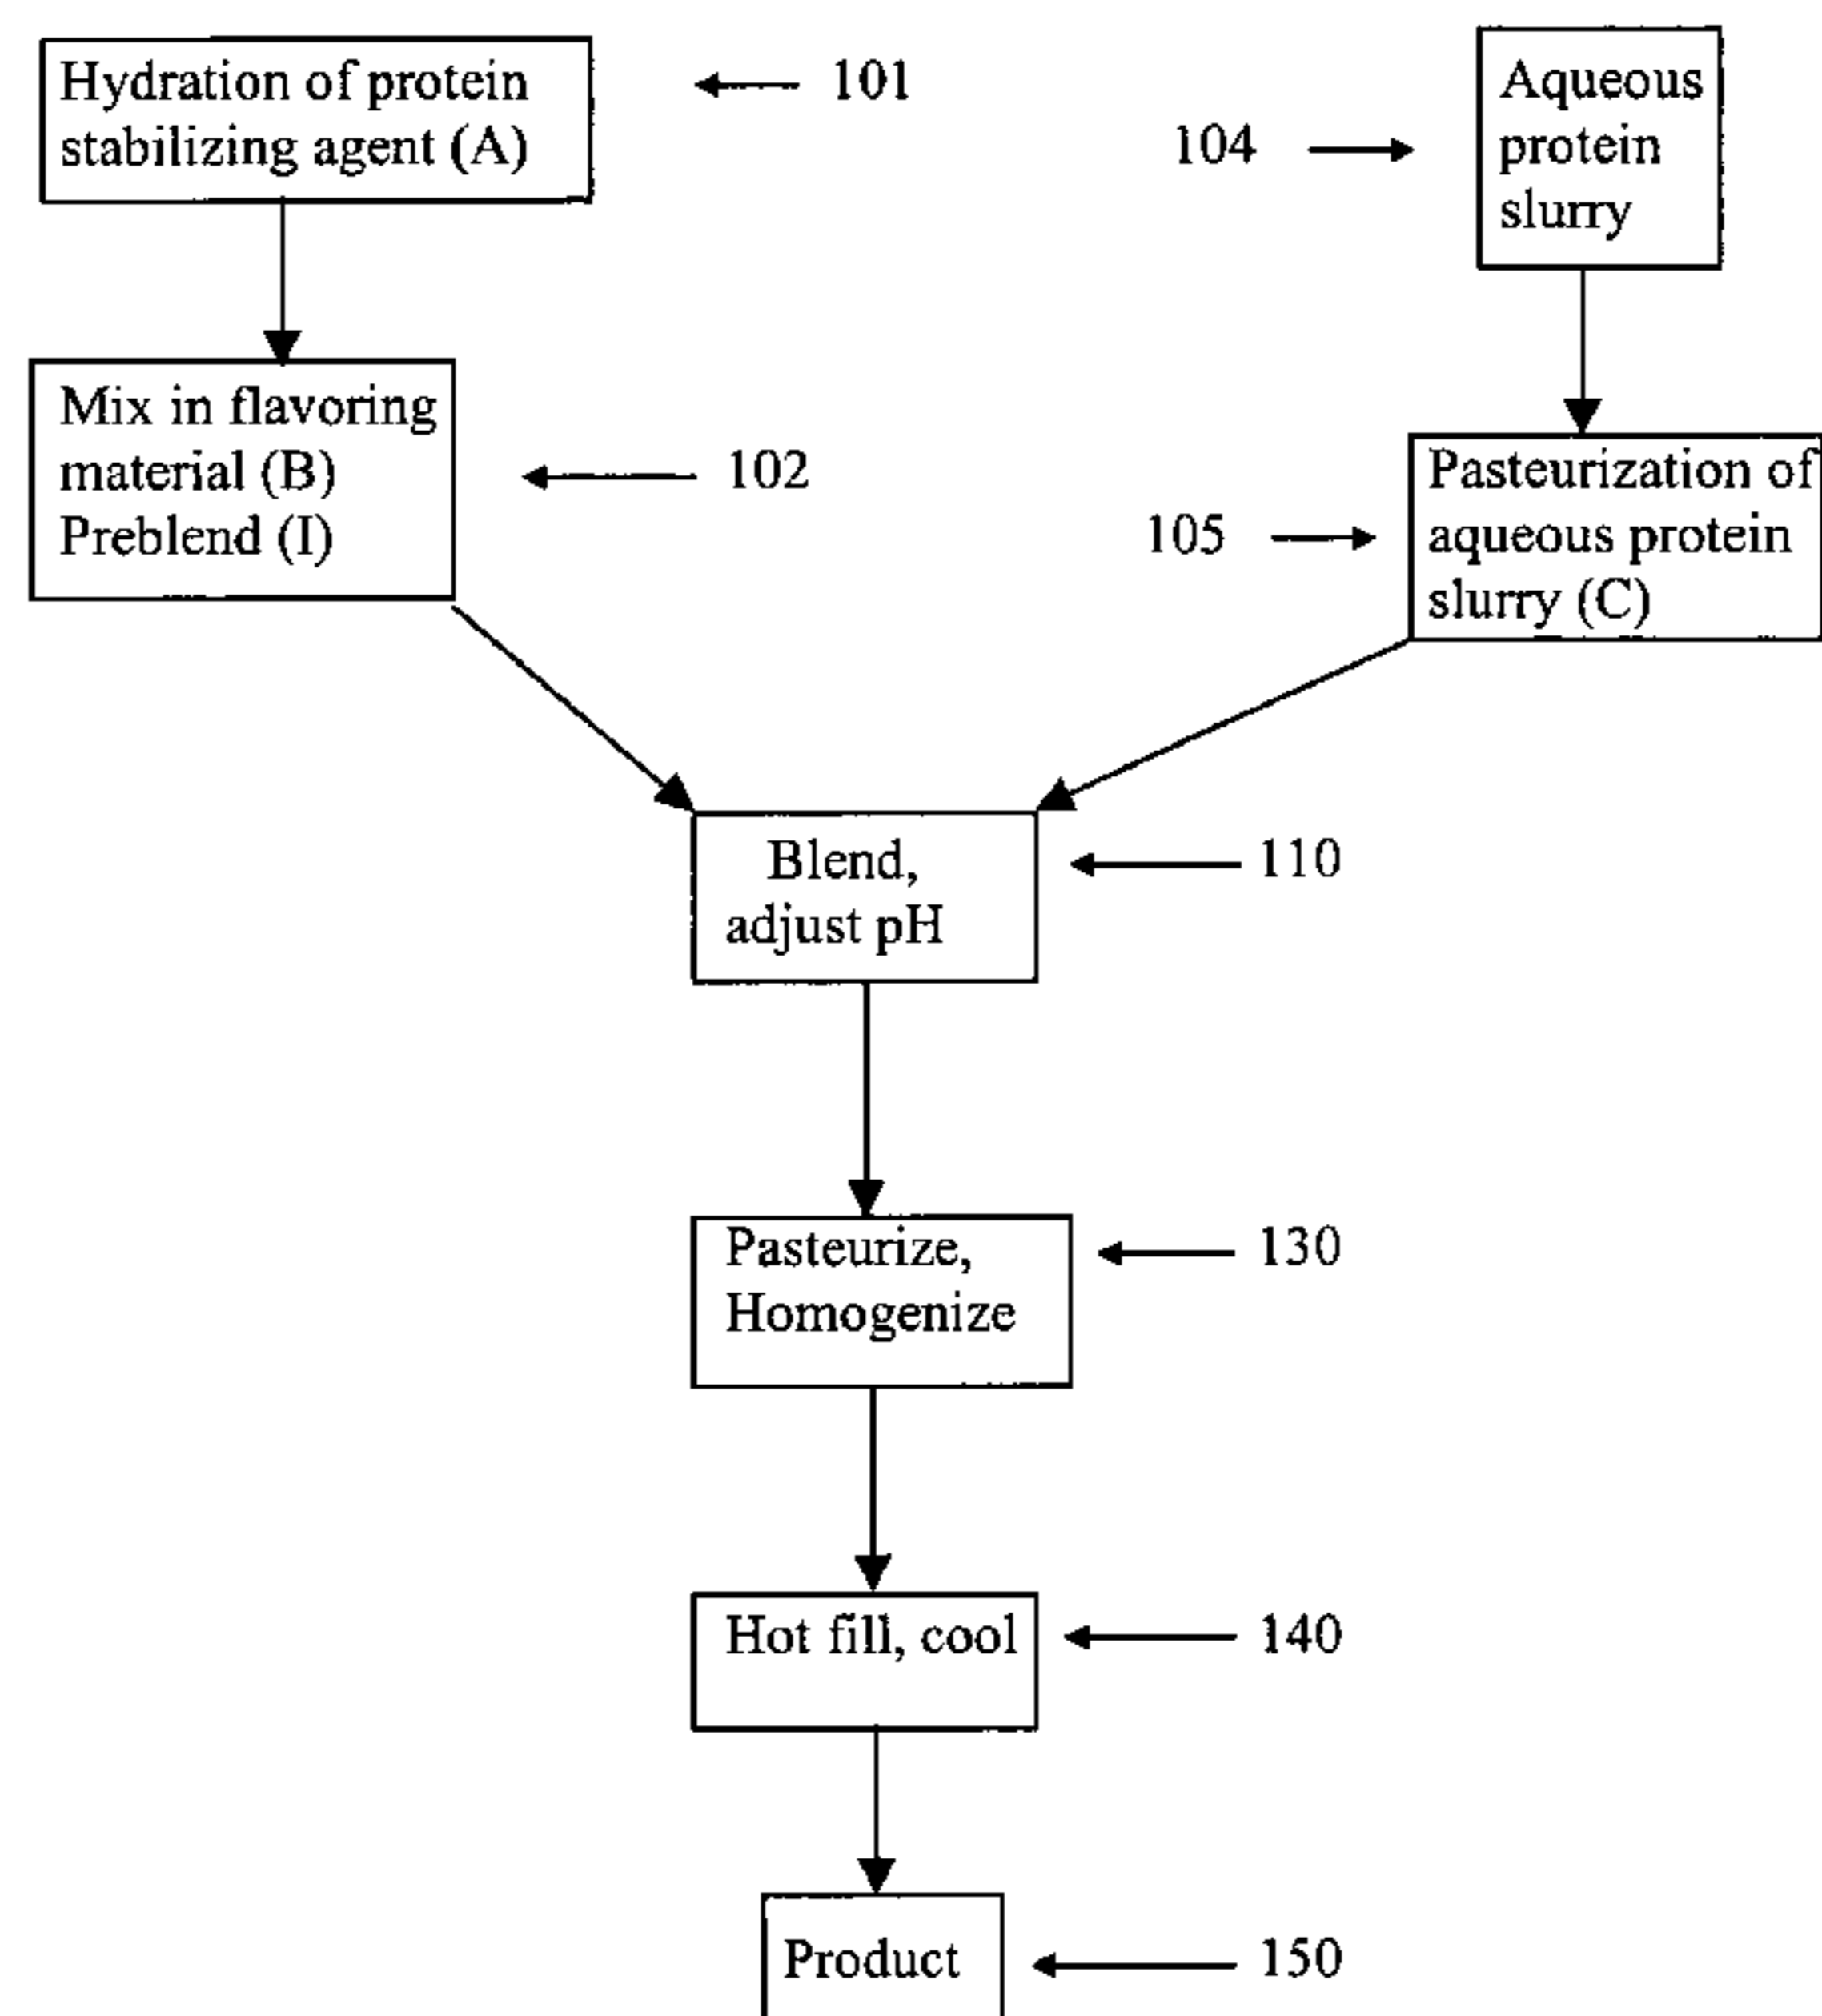 Hydration of protein
stabilizing agent (A)
101
Aqueous
protein
slurry
104
Mix in flavoring
material (B)
Preblend (I)
102
Pasteurization of
aqueous protein
slurry (C)
105
Blend,
adjust pH
110
Pasteurize,
Homogenize
130
Hot fill, cool
140
Product
150